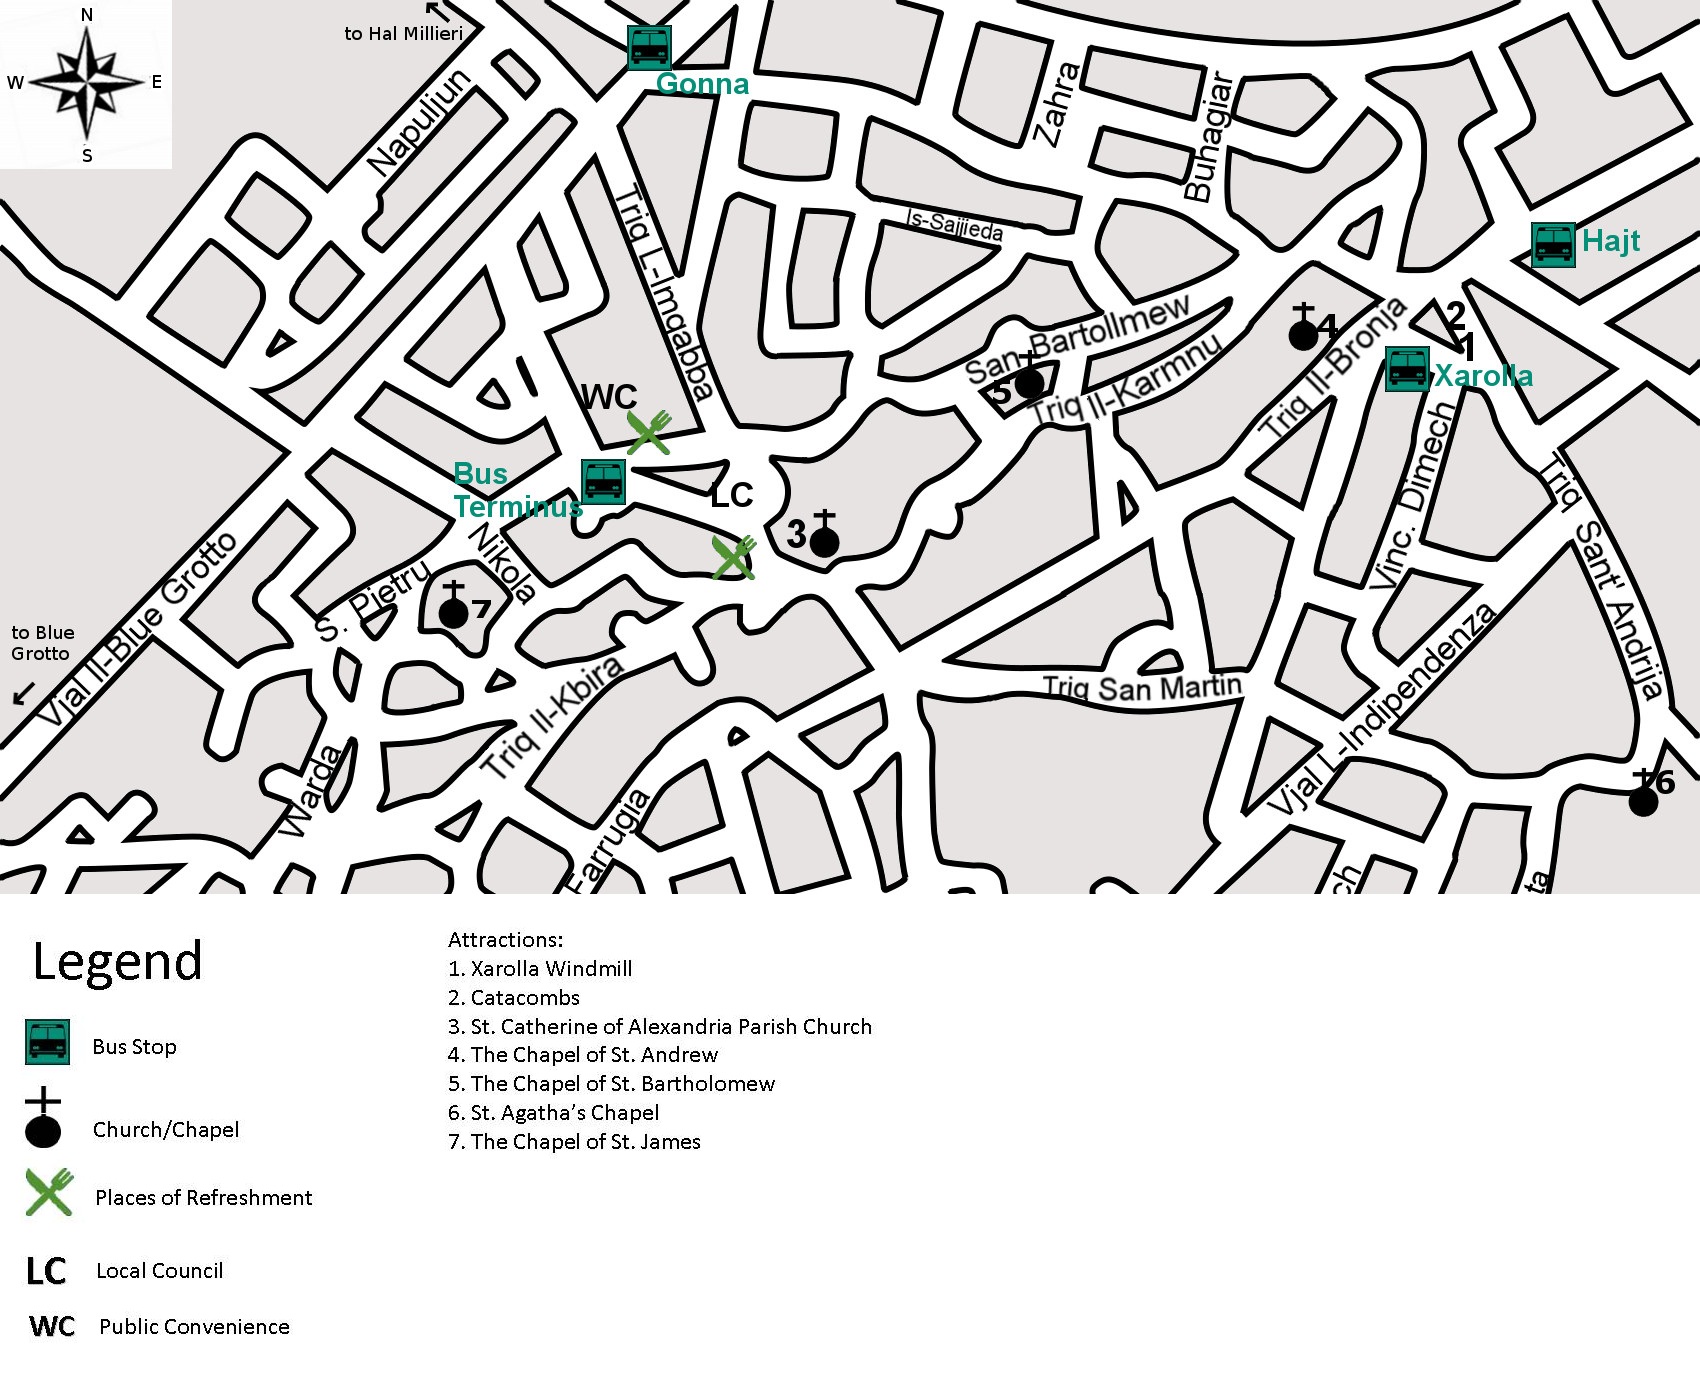 N
W
E
S
to Hal Millieri
Gonna
Napuljun
Zahra
Buhagiar
Triq L-Imqabba
Is-Sajjieda
Hajt
San Bartollmew
4
2
1
Triq Il-Bronja
Xarolla
5
Triq Il-Karmnu
WC
Bus
Terminus
LC
3
Vinc. Dimech
Triq Sant' Andrija
Nikola
S. Pietru
7
Vjal Il-Blue Grotto
to Blue
Grotto
Triq Il-Kbira
Triq San Martin
Vjal L-Indipendenza
Warda
Farrugia
6
ch
ta
Legend
Bus Stop
Church/Chapel
Places of Refreshment
LC Local Council
WC Public Convenience
Attractions:
1. Xarolla Windmill
2. Catacombs
3. St. Catherine of Alexandria Parish Church
4. The Chapel of St. Andrew
5. The Chapel of St. Bartholomew
6. St. Agatha’s Chapel
7. The Chapel of St. James